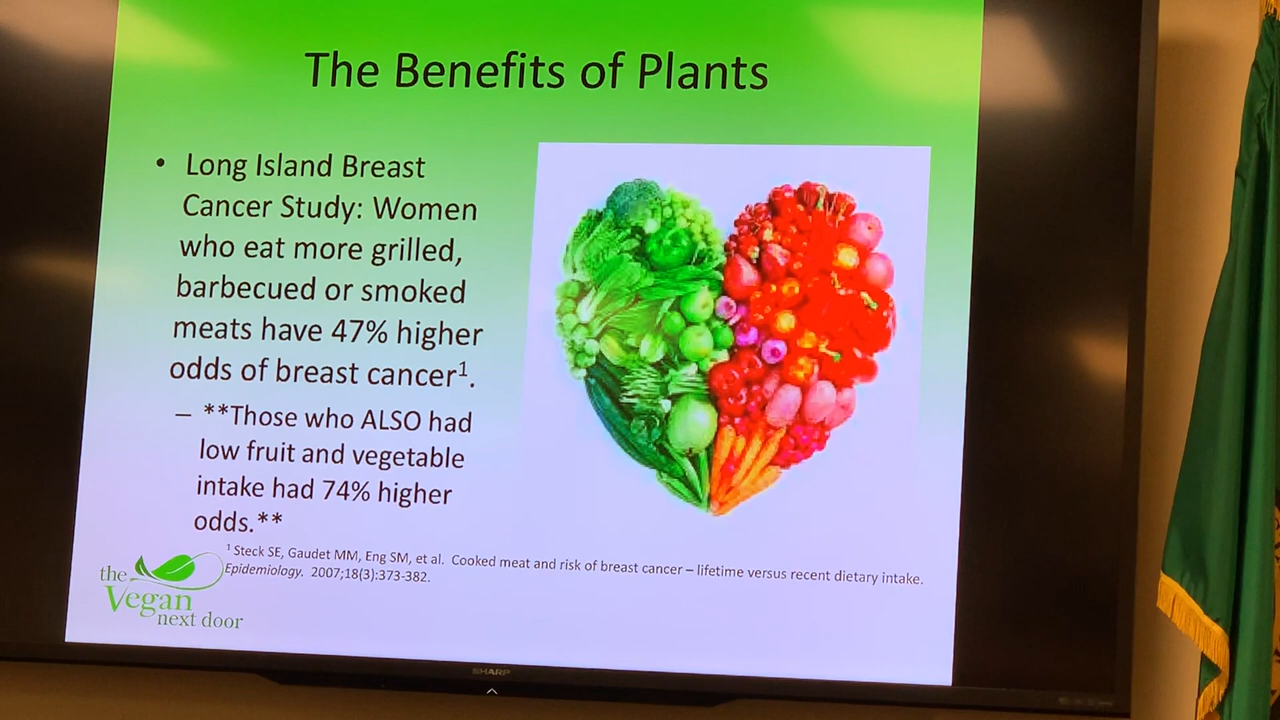 The Benefits of Plants
• Long Island Breast
Cancer Study: Women
who eat more grilled,
barbecued or smoked
meats have 47% higher
odds of breast cancer¹.
– **Those who ALSO had
low fruit and vegetable
intake had 74% higher
odds.**
¹ Steck SE, Gaudet MM, Eng SM, et al. Cooked meat and risk of breast cancer – lifetime versus recent dietary intake.
Epidemiology. 2007;18(3):373-382.
the
Vegan
next door
SHARP